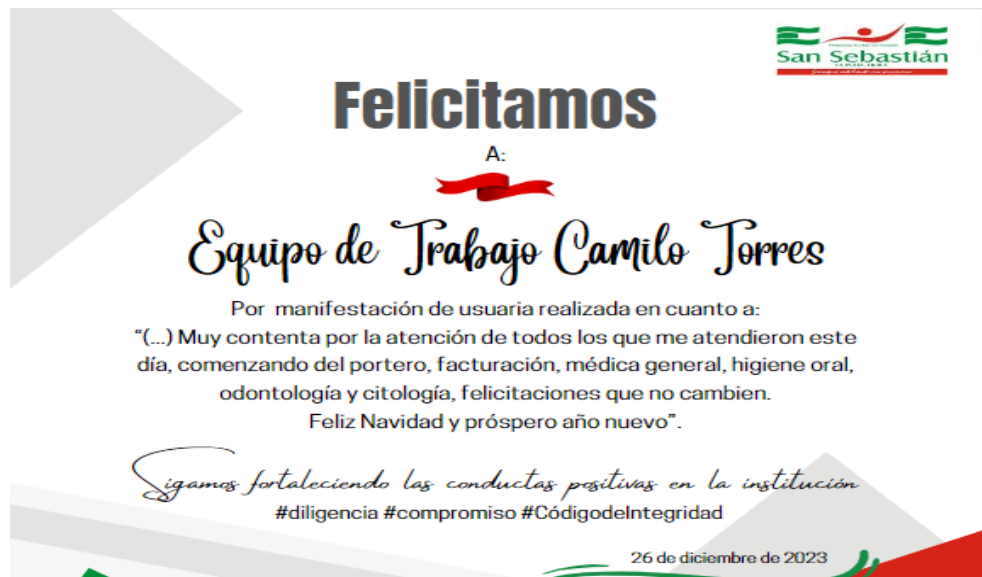 San Sebastián
Felicitamos
A:
Equipo de Trabajo Camilo Torres
Por manifestación de usuaria realizada en cuanto a:
“(...) Muy contenta por la atención de todos los que me atendieron este
día, comenzando del portero, facturación, médica general, higiene oral,
odontología y citología, felicitaciones que no cambien.
Feliz Navidad y próspero año nuevo”.
Sigamos fortaleciendo las conductas positivas en la institución
#diligencia #compromiso #CódigodeIntegridad
26 de diciembre de 2023